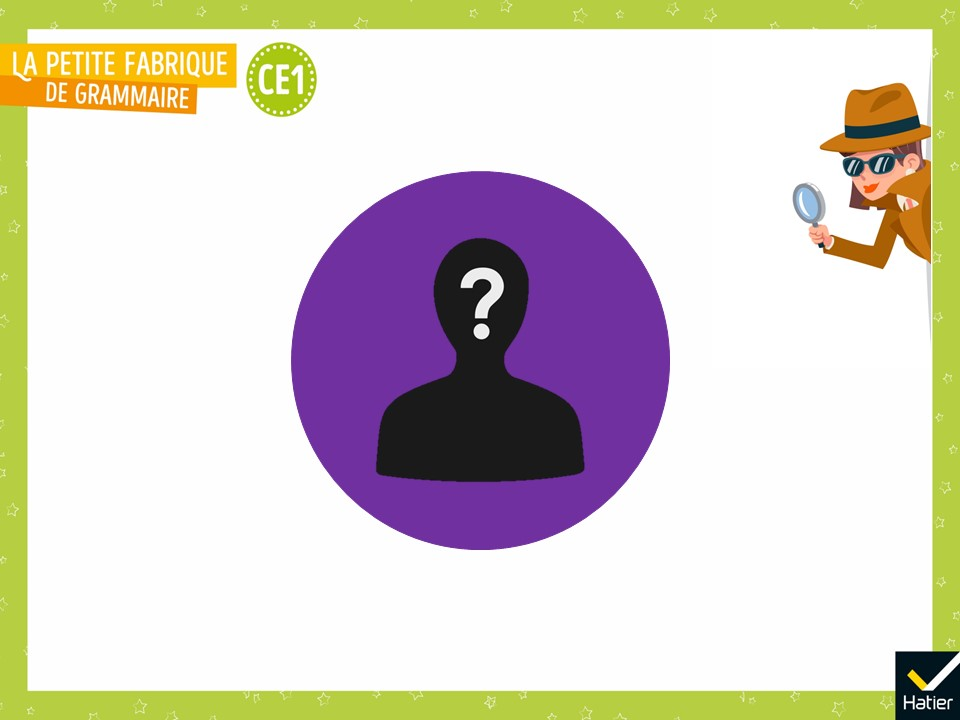 LA PETITE FABRIQUE
DE GRAMMAIRE
CE1
?
Hatier